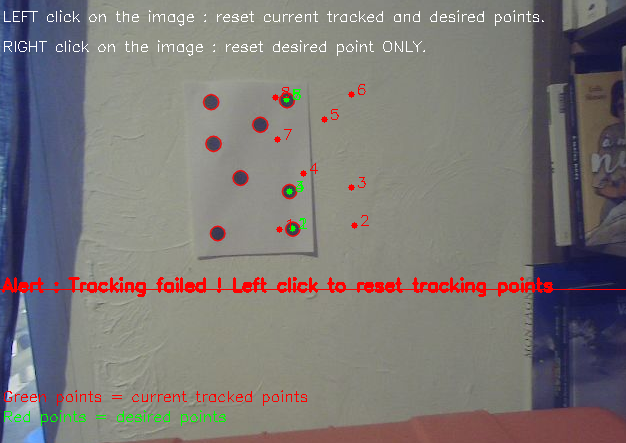 LEFT click on the image : reset current tracked and desired points.
RIGHT click on the image : reset desired point ONLY.
8
6
5
7
4
3
1
2
Alert : Tracking failed ! Left click to reset tracking points
Green points = current tracked points
Red points = desired points